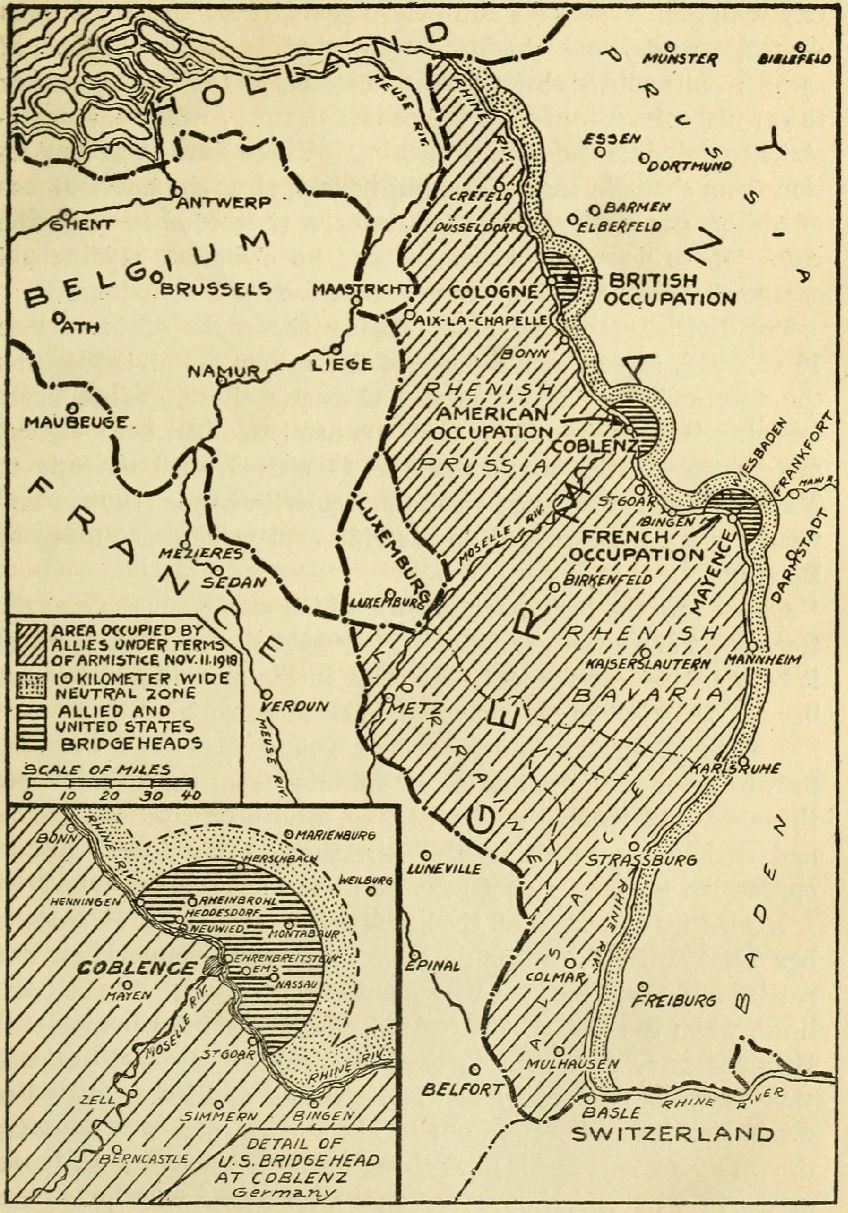 HOLLAND
MEUSE RIV.
RHINE RIV.
PRUSSIA
MÜNSTER
BIELEFELD
ESSEN
DORTMUND
CREFELD
BARMEN
ELBERFELD
DUSSELDORF
ANTWERP
GHENT
BELGIUM
BRUSSELS
MAASTRICHT
COLOGNE
BRITISH
OCCUPATION
ATH
AIX-LA-CHAPELLE
LIEGE
BONN
NAMUR
RHENISH
PRUSSIA
AMERICAN
OCCUPATION
COBLENZ
MAUBEUGE.
WIESBADEN
FRANKFORT
MAIN R.
FRANCE
ST GOAR
BINGEN
MOSELLE RIV.
FRENCH
OCCUPATION
MAYENCE
DARMSTADT
LUXEMBURG
LUXEMBURG
MÉZIERES
SEDAN
BIRKENFELD
GERMANY
RHENISH
BAVARIA
KAISERSLAUTERN
MANNHEIM
AREA OCCUPIED BY
ALLIES UNDER TERMS
OF ARMISTICE NOV. 11. 1918
10 KILOMETER WIDE
NEUTRAL ZONE
ALLIED AND
UNITED STATES
BRIDGEHEADS
SCALE OF MILES
0 10 20 30 40
VERDUN
MEUSE RIV.
METZ
LORRAINE
KARLSRUHE
ALSACE
STRASSBURG
RHINE RIV.
LUNEVILLE
BADEN
EPINAL
COLMAR
FREIBURG
MULHAUSEN
BELFORT
BASLE
RHINE RIVER
SWITZERLAND
BONN
RHINE RIV.
MARIENBURG
HERSCHBACH
WEILBURG
HENNINGEN
RHEINBROHL
HEDDESDORF
NEUWIED
MONTABAUR
EHRENBREITSTEIN
COBLENCE
EMS
NASSAU
MAYEN
MOSELLE RIV.
ST GOAR
RHINE RIV
ZELL
SIMMERN
BINGEN
BERNCASTLE
DETAIL OF
U.S. BRIDGEHEAD
AT COBLENZ
Germany